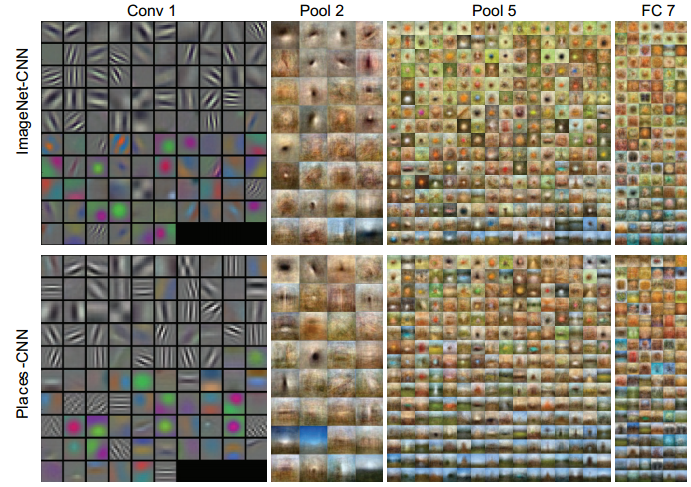 Conv 1
Pool 2
Pool 5
FC 7
ImageNet-CNN
Places-CNN